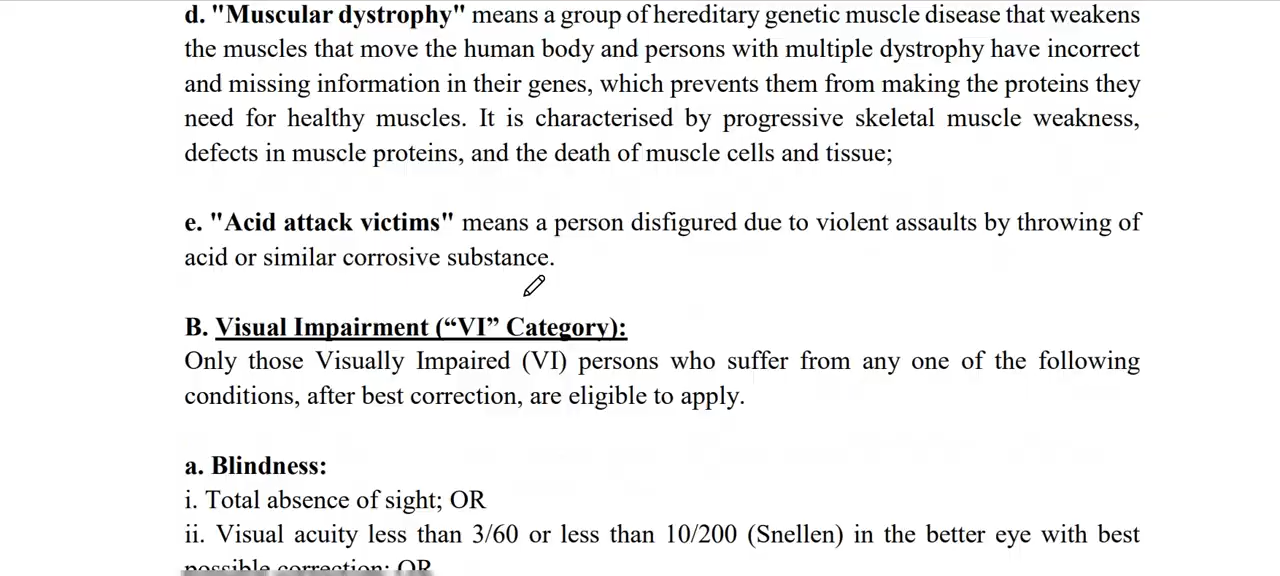 d. "Muscular dystrophy" means a group of hereditary genetic muscle disease that weakens
the muscles that move the human body and persons with multiple dystrophy have incorrect
and missing information in their genes, which prevents them from making the proteins they
need for healthy muscles. It is characterised by progressive skeletal muscle weakness,
defects in muscle proteins, and the death of muscle cells and tissue;
e. "Acid attack victims" means a person disfigured due to violent assaults by throwing of
acid or similar corrosive substance.
B. Visual Impairment (“VI” Category):
Only those Visually Impaired (VI) persons who suffer from any one of the following
conditions, after best correction, are eligible to apply.
a. Blindness:
i. Total absence of sight; OR
ii. Visual acuity less than 3/60 or less than 10/200 (Snellen) in the better eye with best
possible correction; OR